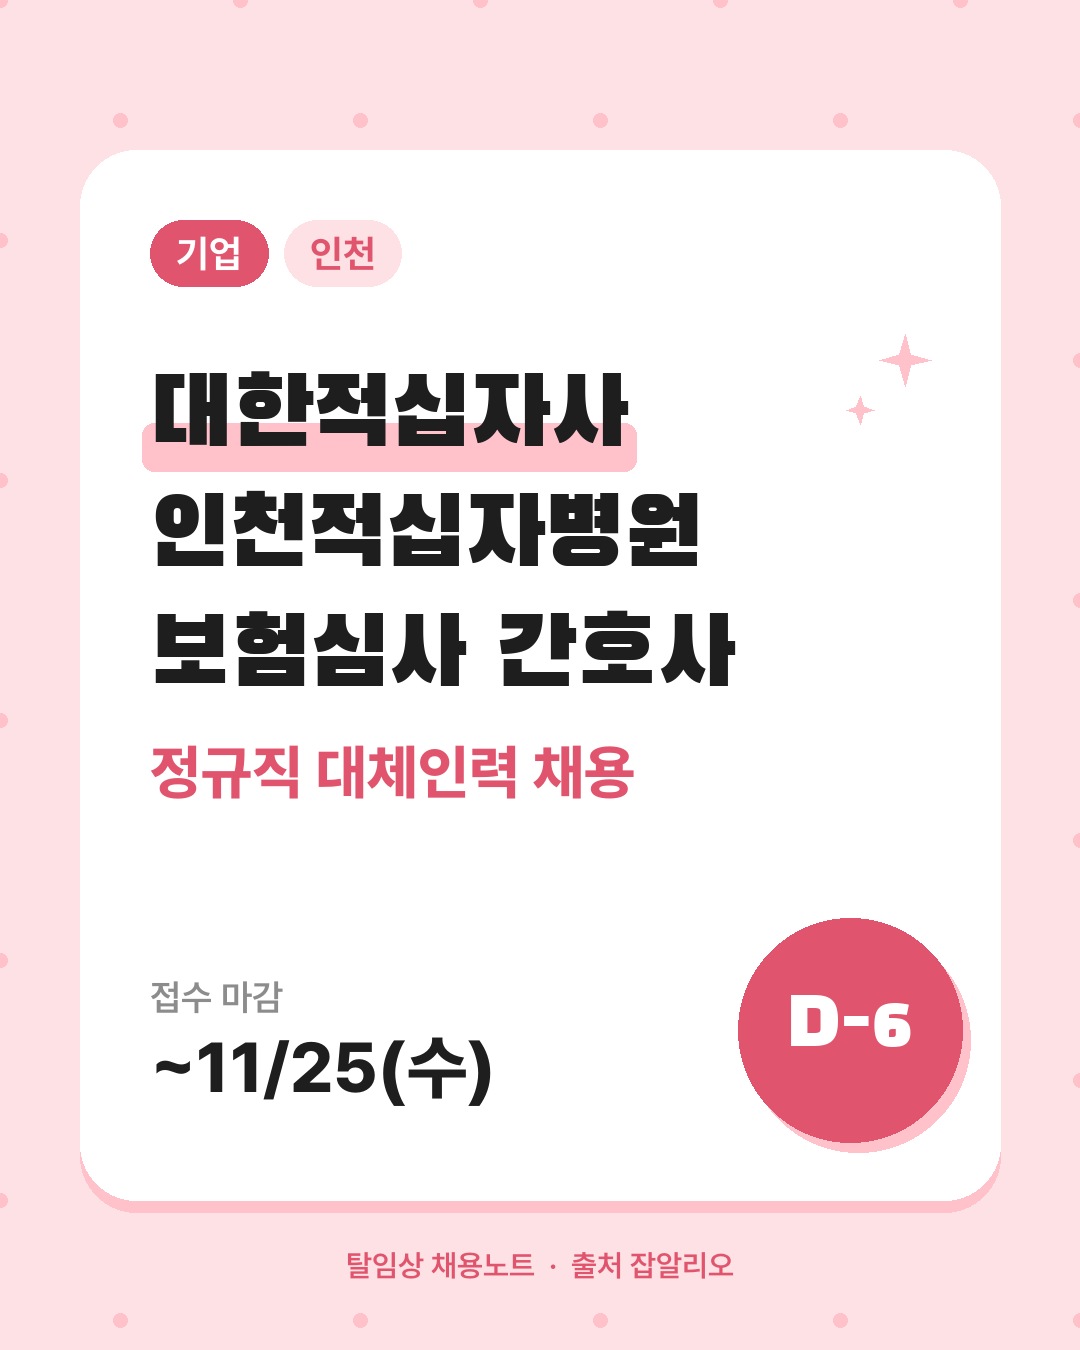 기업 인천
대한적십자사
인천적십자병원
보험심사 간호사
정규직 대체인력 채용
접수 마감
~11/25(수)
D-6
탈임상 채용노트 · 출처 잡알리오